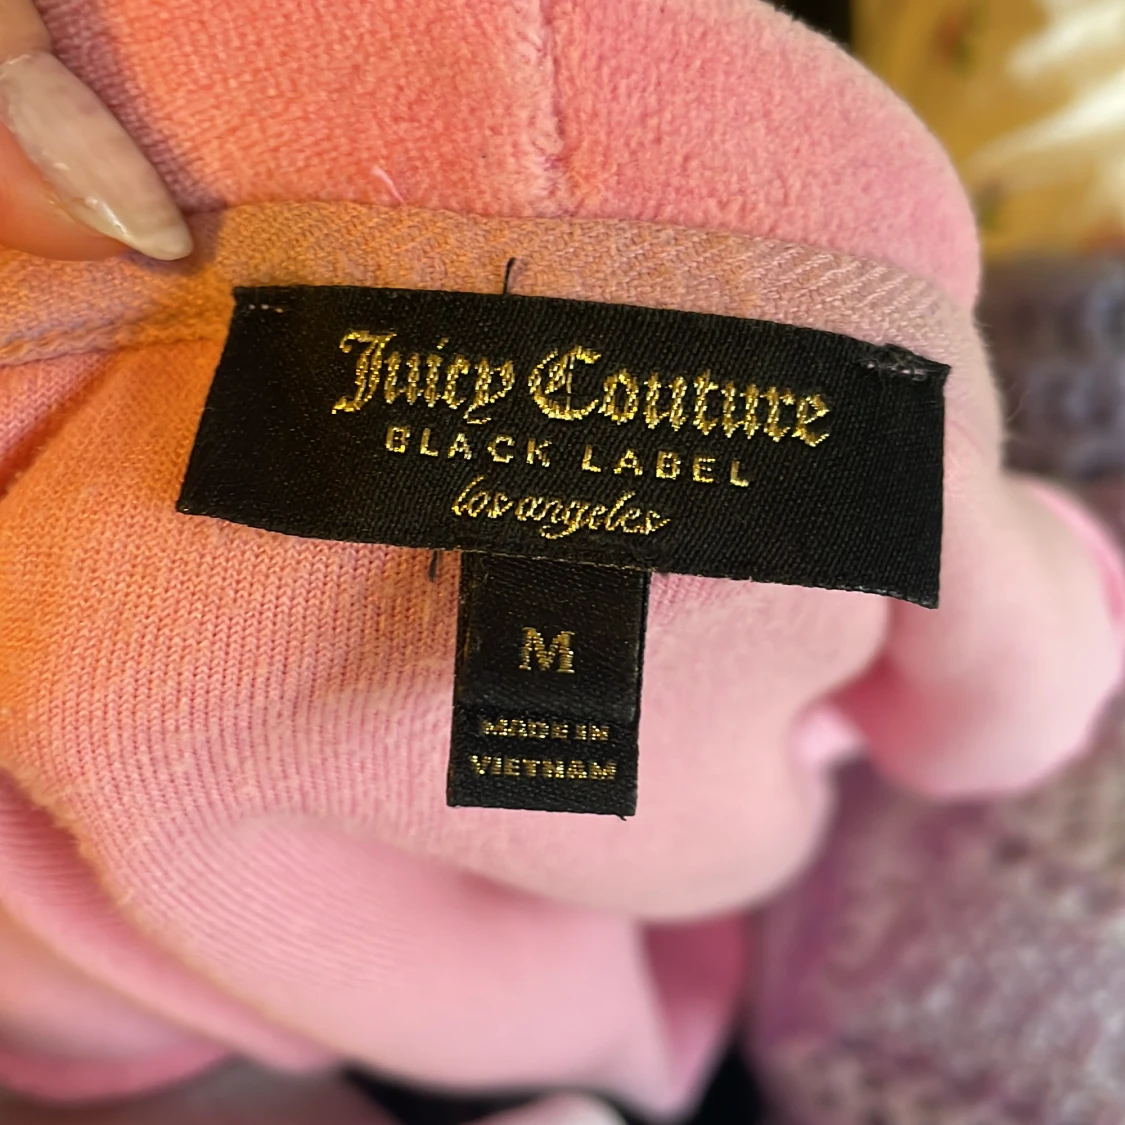 Juicy Couture
BLACK LABEL
los angeles
M
MADE IN
VIETNAM